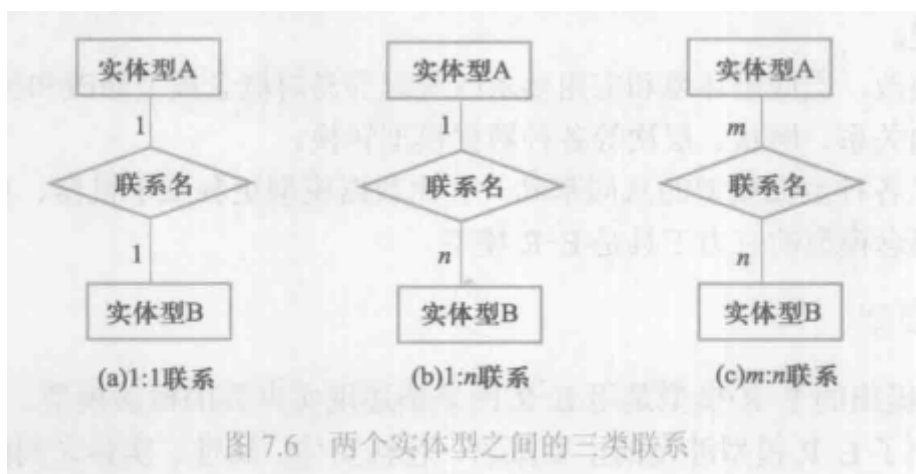 实体型A
1
联系名
1
实体型B
(a)1:1联系
实体型A
1
联系名
n
实体型B
(b)1:n联系
实体型A
m
联系名
n
实体型B
(c)m:n联系
图 7.6 两个实体型之间的三类联系